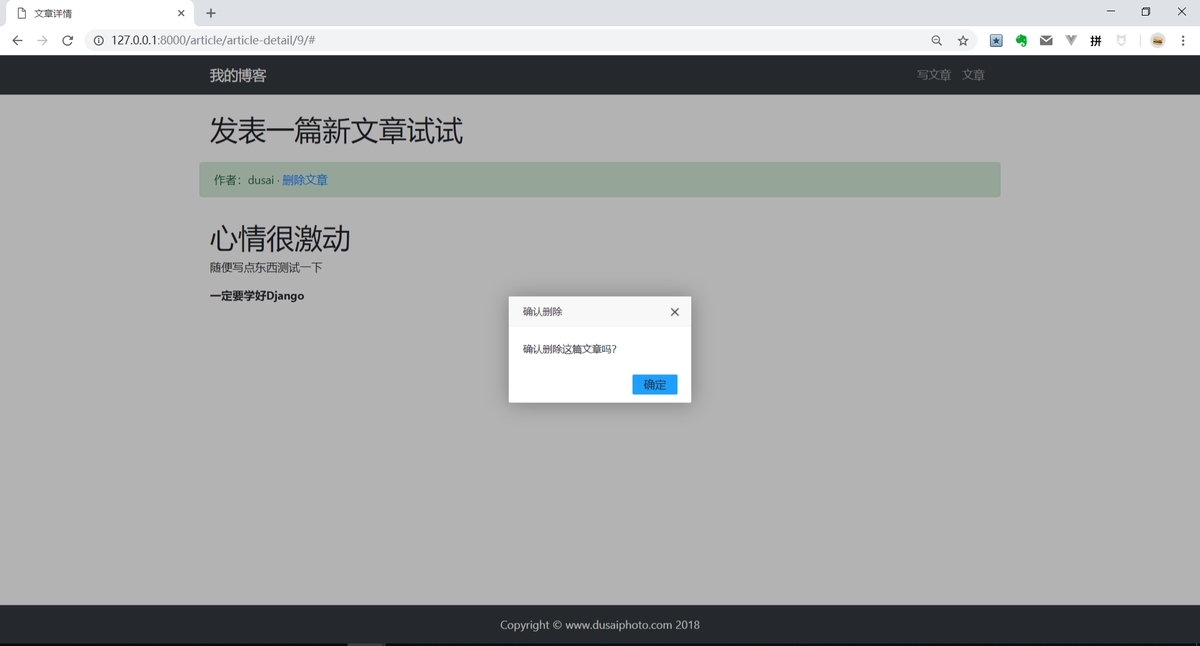 文章详情
127.0.0.1:8000/article/article-detail/9/#
拼
我的博客
写文章 文章
发表一篇新文章试试
作者：dusai · 删除文章
心情很激动
随便写点东西测试一下
一定要学好Django
确认删除
确认删除这篇文章吗?
确定
Copyright © www.dusaiphoto.com 2018